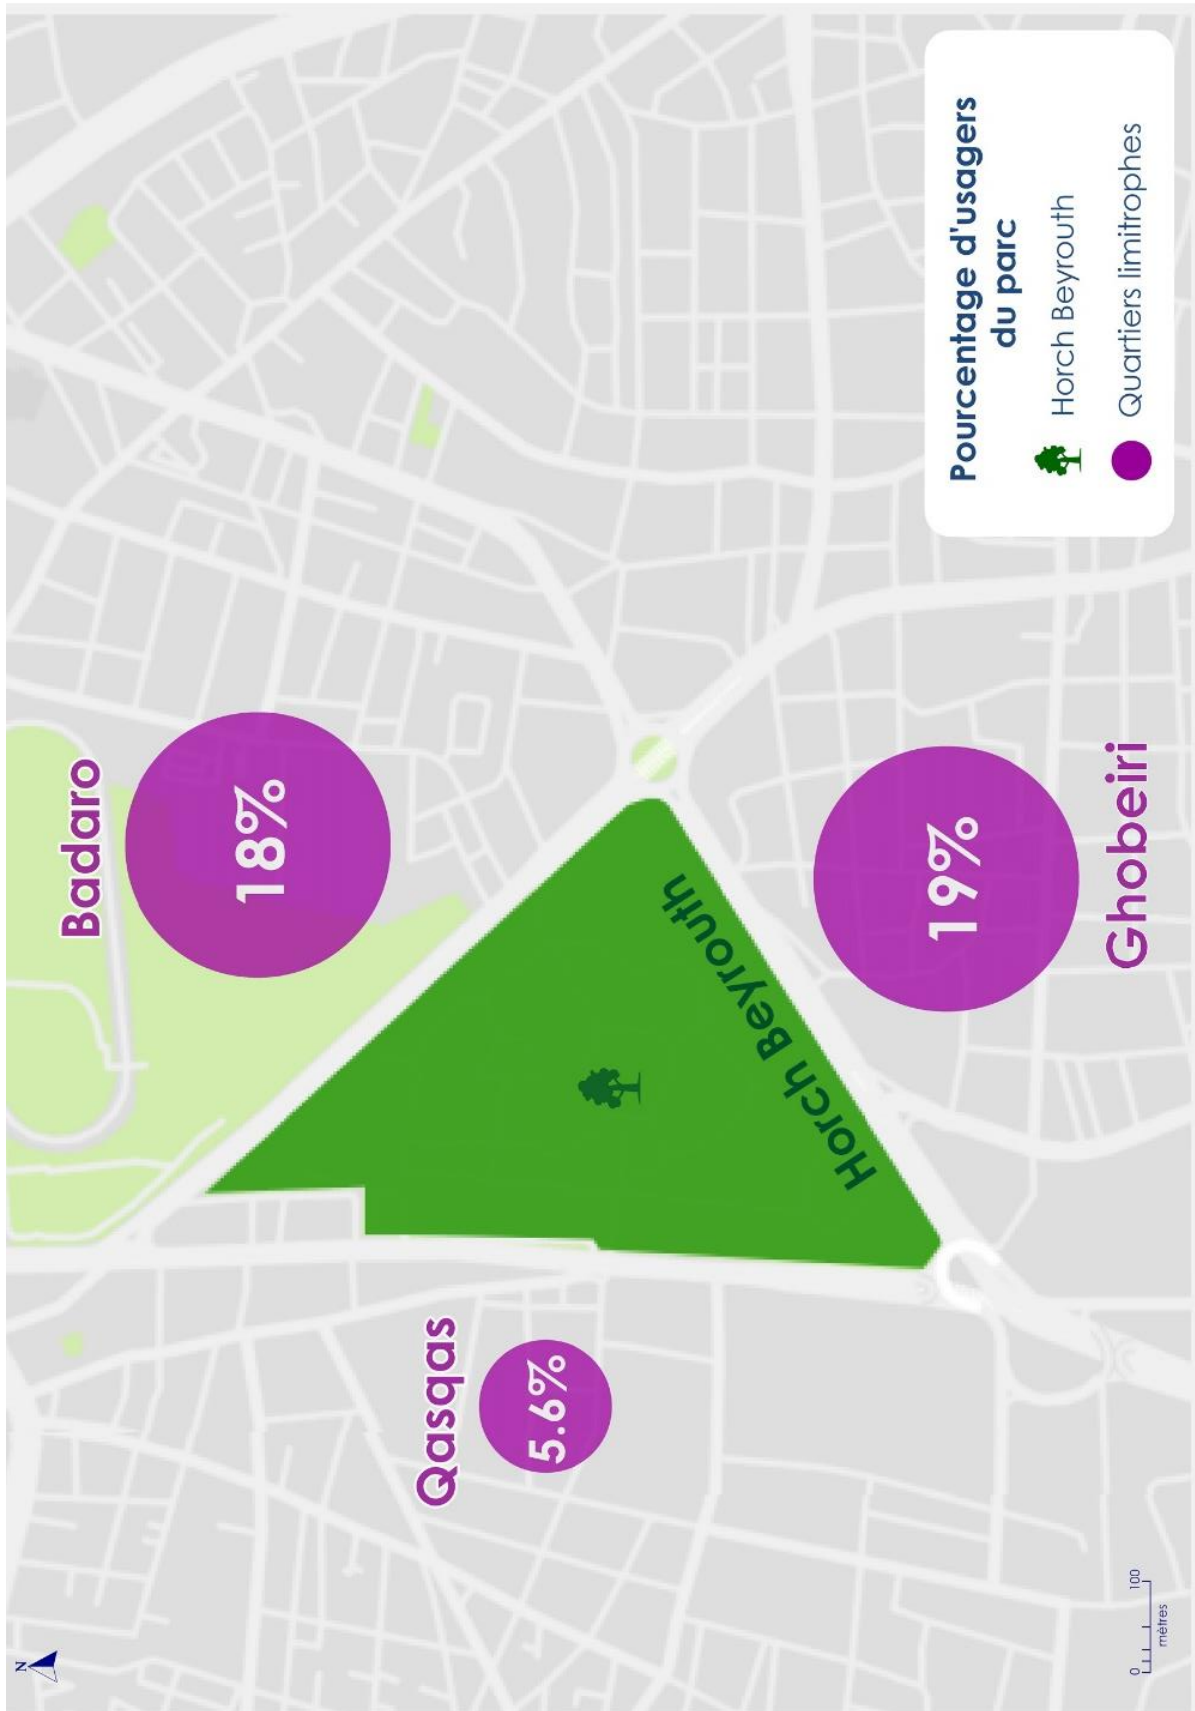 Badaro
18%
Qasqas
5.6%
Horch Beyrouth
19%
Ghobeiri
Pourcentage d'usagers
du parc
Horch Beyrouth
Quartiers limitrophes
N
0 100
mètres